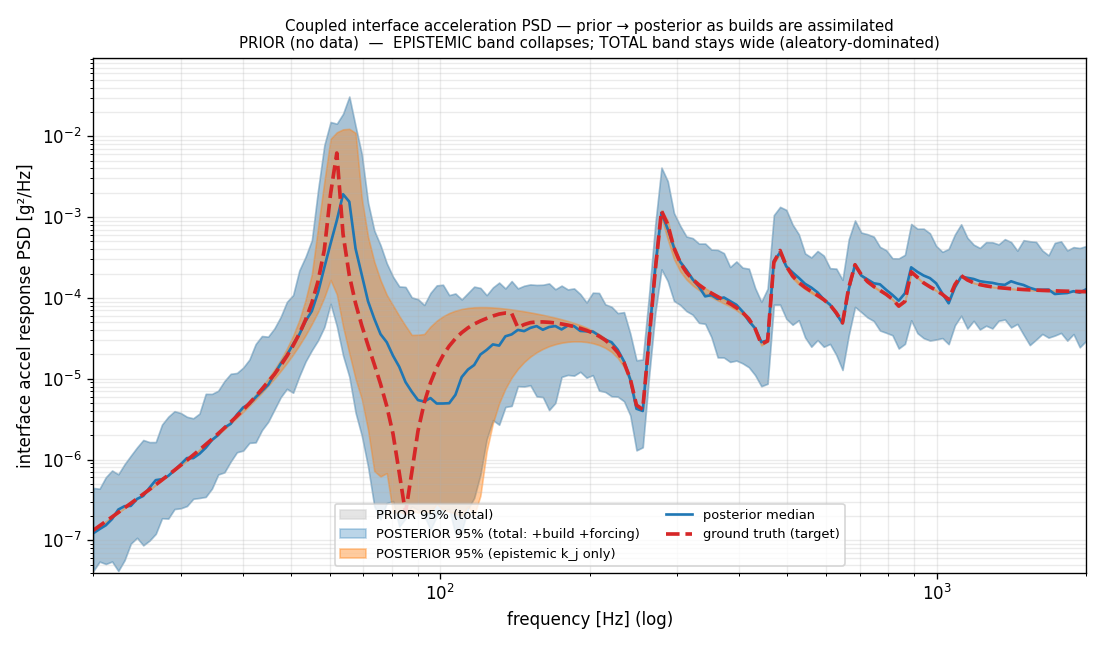 Coupled interface acceleration PSD — prior → posterior as builds are assimilated
PRIOR (no data)  —  EPISTEMIC band collapses; TOTAL band stays wide (aleatory-dominated)
interface accel response PSD [g²/Hz]
10⁻²
10⁻³
10⁻⁴
10⁻⁵
10⁻⁶
10⁻⁷
PRIOR 95% (total)
POSTERIOR 95% (total: +build +forcing)
POSTERIOR 95% (epistemic k_j only)
posterior median
ground truth (target)
10²
10³
frequency [Hz] (log)